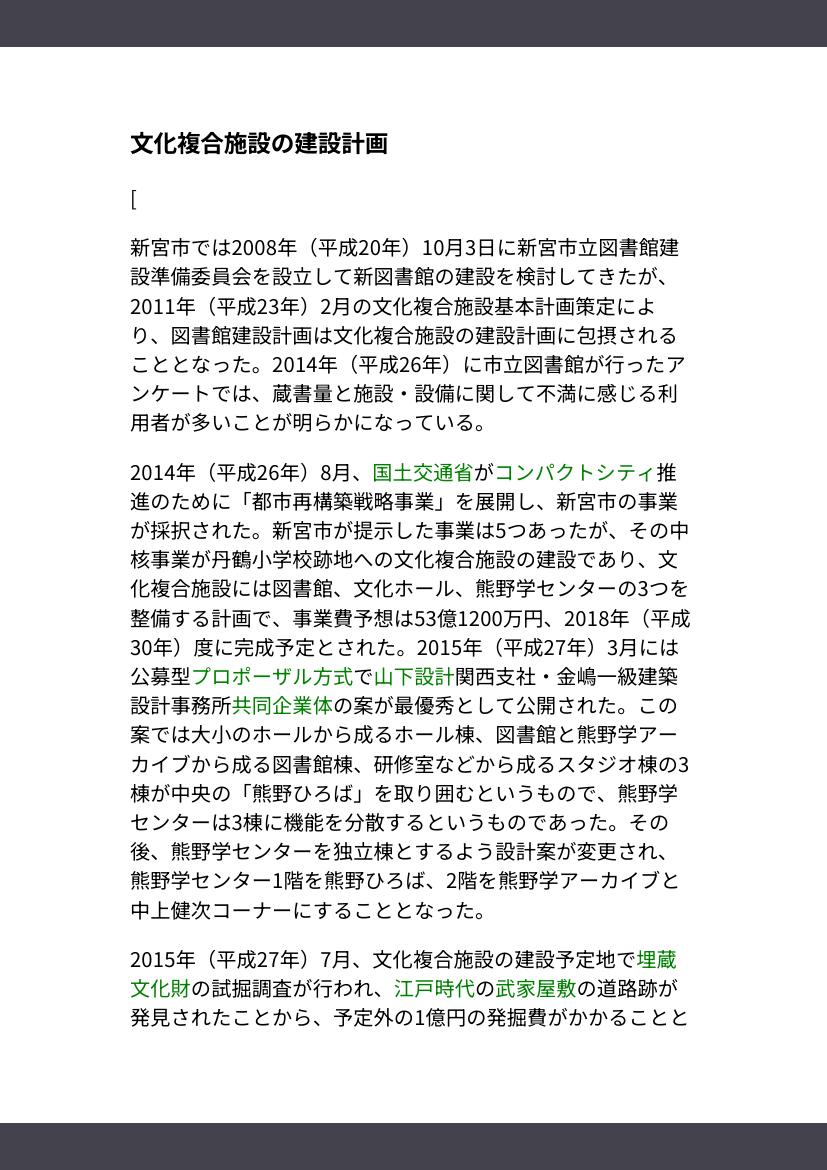 文化複合施設の建設計画
[
新宮市では2008年（平成20年）10月3日に新宮市立図書館建
設準備委員会を設立して新図書館の建設を検討してきたが、
2011年（平成23年）2月の文化複合施設基本計画策定によ
り、図書館建設計画は文化複合施設の建設計画に包摂される
こととなった。2014年（平成26年）に市立図書館が行ったア
ンケートでは、蔵書量と施設・設備に関して不満に感じる利
用者が多いことが明らかになっている。
2014年（平成26年）8月、国土交通省がコンパクトシティ推
進のために「都市再構築戦略事業」を展開し、新宮市の事業
が採択された。新宮市が提示した事業は5つあったが、その中
核事業が丹鶴小学校跡地への文化複合施設の建設であり、文
化複合施設には図書館、文化ホール、熊野学センターの3つを
整備する計画で、事業費予想は53億1200万円、2018年（平成
30年）度に完成予定とされた。2015年（平成27年）3月には
公募型プロポーザル方式で山下設計関西支社・金嶋一級建築
設計事務所共同企業体の案が最優秀として公開された。この
案では大小のホールから成るホール棟、図書館と熊野学アー
カイブから成る図書館棟、研修室などから成るスタジオ棟の3
棟が中央の「熊野ひろば」を取り囲むというもので、熊野学
センターは3棟に機能を分散するというものであった。その
後、熊野学センターを独立棟とするよう設計案が変更され、
熊野学センター1階を熊野ひろば、2階を熊野学アーカイブと
中上健次コーナーにすることとなった。
2015年（平成27年）7月、文化複合施設の建設予定地で埋蔵
文化財の試掘調査が行われ、江戸時代の武家屋敷の道路跡が
発見されたことから、予定外の1億円の発掘費がかかることと